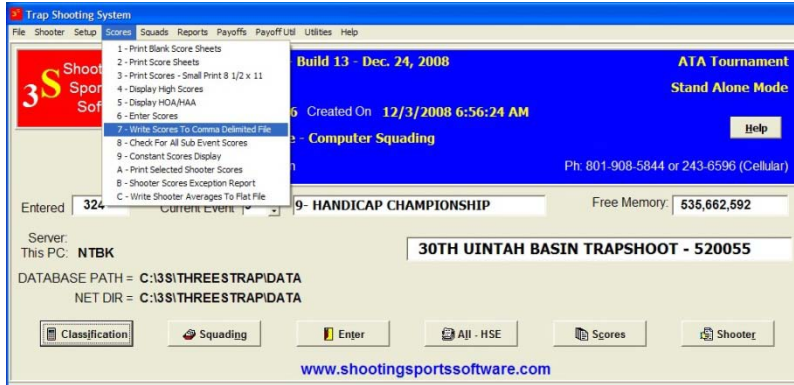 Trap Shooting System
File Shooter Setup Scores Squads Reports Payoffs Payoff Util Utilities Help
1 - Print Blank Score Sheets
2 - Print Score Sheets
3 - Print Scores - Small Print 8 1/2 x 11
4 - Display High Scores
5 - Display HOA/HAA
6 - Enter Scores
7 - Write Scores To Comma Delimited File
8 - Check For All Sub Event Scores
9 - Constant Scores Display
A - Print Selected Shooter Scores
B - Shooter Scores Exception Report
C - Write Shooter Averages To Flat File
3S Shoot
Spor
Soft
Build 13 - Dec. 24, 2008
ATA Tournament
Stand Alone Mode
6 Created On 12/3/2008 6:56:24 AM
Help
- Computer Squading
Ph: 801-908-5844 or 243-6596 (Cellular)
Entered 324 Current Event 9- HANDICAP CHAMPIONSHIP Free Memory: 535,662,592
Server:
This PC: NTBK
30TH UINTAH BASIN TRAPSHOOT - 520055
DATABASE PATH = C:\3S\THREESTRAP\DATA
NET DIR = C:\3S\THREESTRAP\DATA
Classification Squading Enter All - HSE Scores Shooter
www.shootingsportssoftware.com